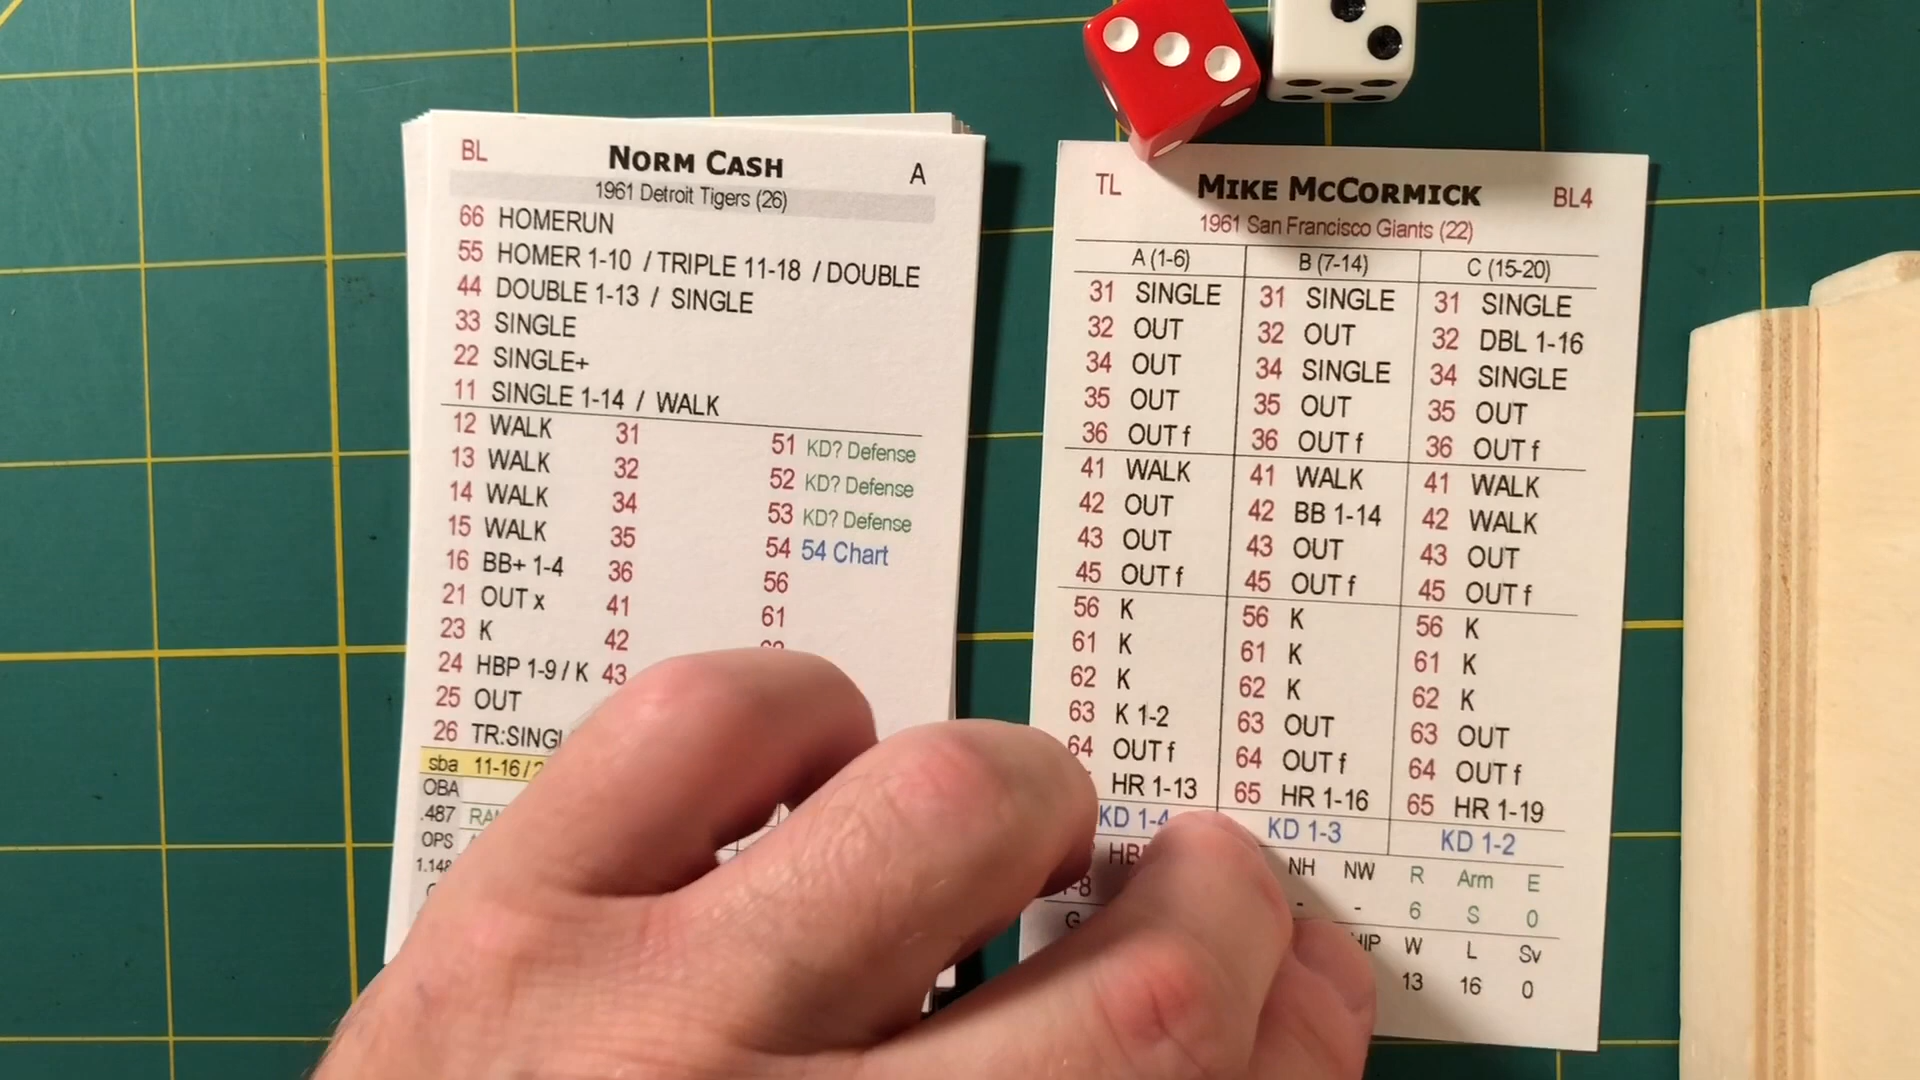 BL NORM CASH A
1961 Detroit Tigers (26)
66 HOMERUN
55 HOMER 1-10 / TRIPLE 11-18 / DOUBLE
44 DOUBLE 1-13 / SINGLE
33 SINGLE
22 SINGLE+
11 SINGLE 1-14 / WALK
12 WALK 31 51 KD? Defense
13 WALK 32 52 KD? Defense
14 WALK 34 53 KD? Defense
15 WALK 35 54 54 Chart
16 BB+ 1-4 36 56
21 OUT x 41 61
23 K 42
24 HBP 1-9 / K 43
25 OUT
26 TR:SINGL
sba 11-16 /
OBA
.487
OPS
TL MIKE MCCORMICK BL4
1961 San Francisco Giants (22)
A (1-6) B (7-14) C (15-20)
31 SINGLE 31 SINGLE 31 SINGLE
32 OUT 32 OUT 32 DBL 1-16
34 OUT 34 SINGLE 34 SINGLE
35 OUT 35 OUT 35 OUT
36 OUT f 36 OUT f 36 OUT f
41 WALK 41 WALK 41 WALK
42 OUT 42 BB 1-14 42 WALK
43 OUT 43 OUT 43 OUT
45 OUT f 45 OUT f 45 OUT f
56 K 56 K 56 K
61 K 61 K 61 K
62 K 62 K 62 K
63 K 1-2 63 OUT 63 OUT
64 OUT f 64 OUT f 64 OUT f
HR 1-13 65 HR 1-16 65 HR 1-19
KD 1-4 KD 1-3 KD 1-2
NH NW R Arm E
- - 6 S 0
G W L Sv
13 16 0